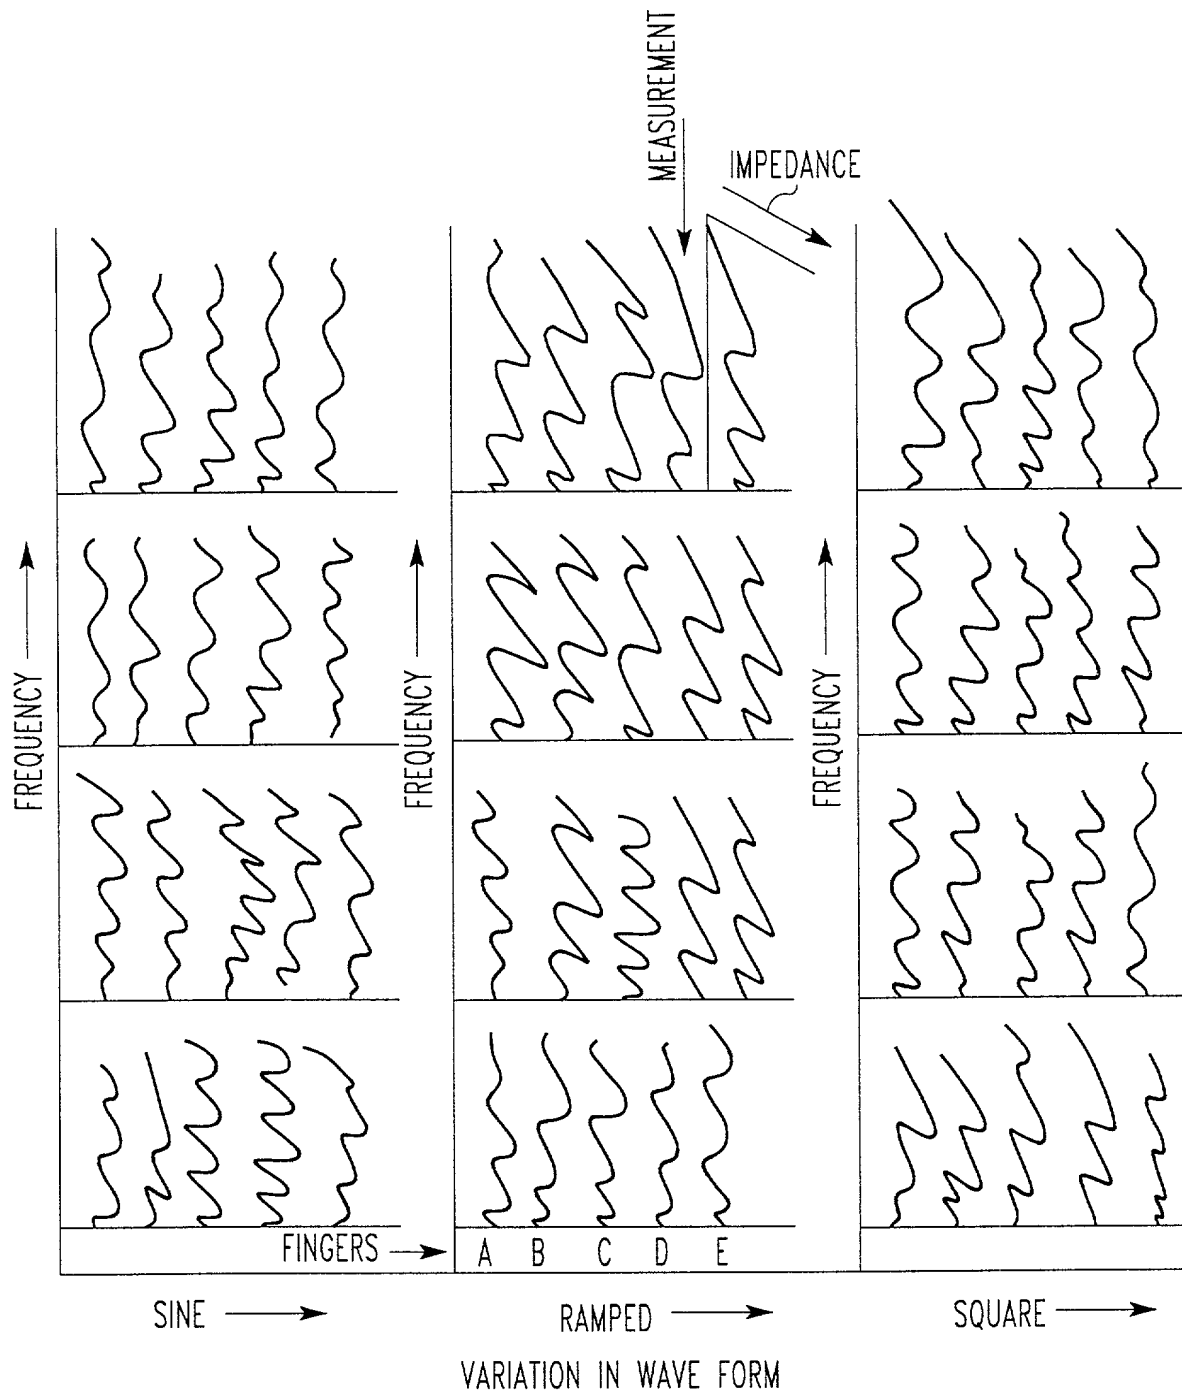 MEASUREMENT
IMPEDANCE
FREQUENCY
FREQUENCY
FREQUENCY
FINGERS
A B C D E
SINE
RAMPED
SQUARE
VARIATION IN WAVE FORM